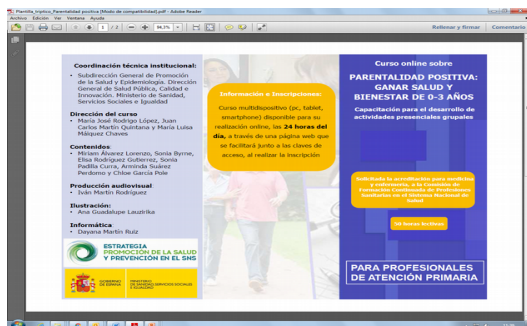 Plantilla_triptico_Parentalidad positiva [Modo de compatibilidad].pdf - Adobe Reader
Archivo Edición Ver Ventana Ayuda
1 / 2
Rellenar y firmar Comentario
Coordinación técnica institucional:
• Subdirección General de Promoción
de la Salud y Epidemiología. Dirección
General de Salud Pública, Calidad e
Innovación. Ministerio de Sanidad,
Servicios Sociales e Igualdad
Dirección del curso
• María José Rodrigo López, Juan
Carlos Martín Quintana y María Luisa
Máiquez Chaves
Contenidos:
• Miriam Álvarez Lorenzo, Sonia Byrne,
Elisa Rodríguez Gutierrez, Sonia
Padilla Curra, Arminda Suárez
Perdomo y Chloe García Pole
Producción audiovisual
• Iván Martín Rodríguez
Ilustración:
• Ana Guadalupe Laudrika
Informática
• Dayana Martín Ruiz
ESTRATEGIA
PROMOCIÓN DE LA SALUD
Y PREVENCIÓN EN EL SNS
GOBIERNO
DE ESPAÑA
MINISTERIO
DE SANIDAD, SERVICIOS SOCIALES
E IGUALDAD
Información e Inscripciones:
Curso multidispositivo (pc, tablet,
smartphone) disponible para su
realización online, las 24 horas del
día, a través de una página web que
se facilitará junto a las claves de
acceso, al realizar la inscripción
Curso online sobre
PARENTALIDAD POSITIVA:
GANAR SALUD Y
BIENESTAR DE 0-3 AÑOS
Capacitación para el desarrollo de
actividades presenciales grupales
Solicitada la acreditación para medicina
y enfermería, a la Comisión de
Formación Continuada de Profesiones
Sanitarias en el Sistema Nacional de
Salud
30 horas lectivas
PARA PROFESIONALES
DE ATENCIÓN PRIMARIA